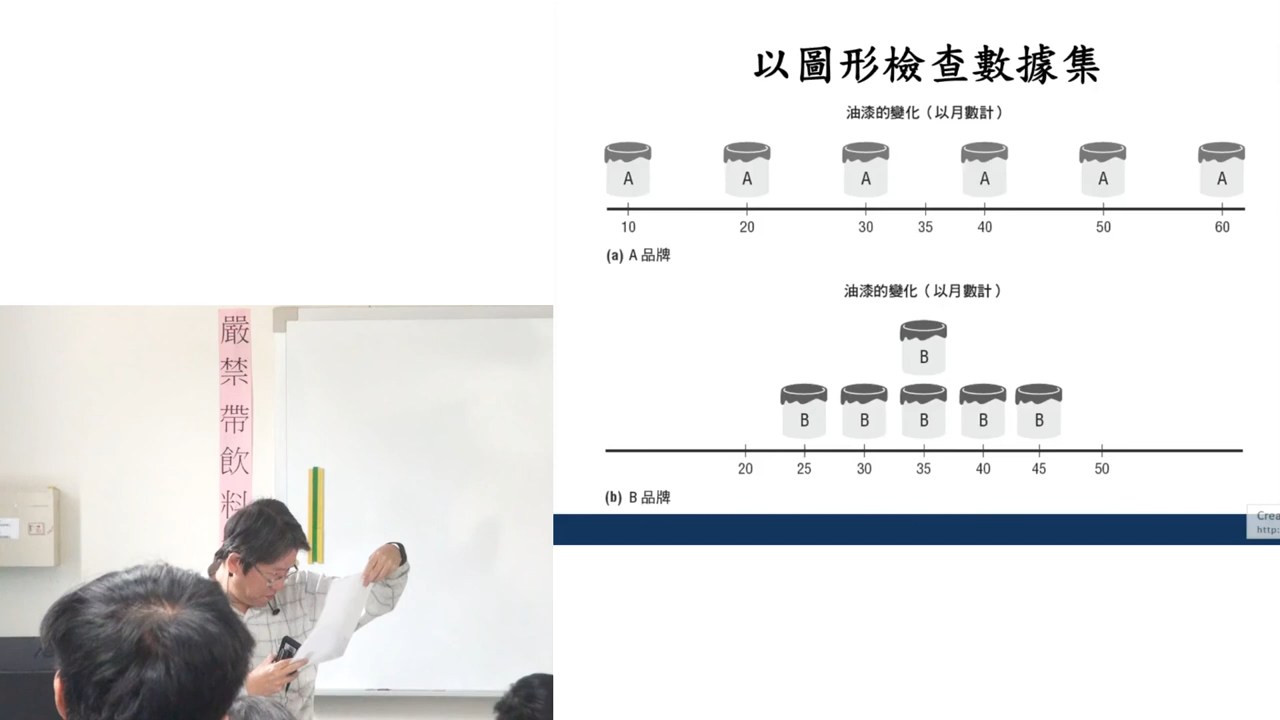 以圖形檢查數據集
油漆的變化（以月數計）
A A A A A A
10 20 30 35 40 50 60
(a) A 品牌
油漆的變化（以月數計）
B
B B B B B
20 25 30 35 40 45 50
(b) B 品牌
Crea
http:
嚴禁帶飲料